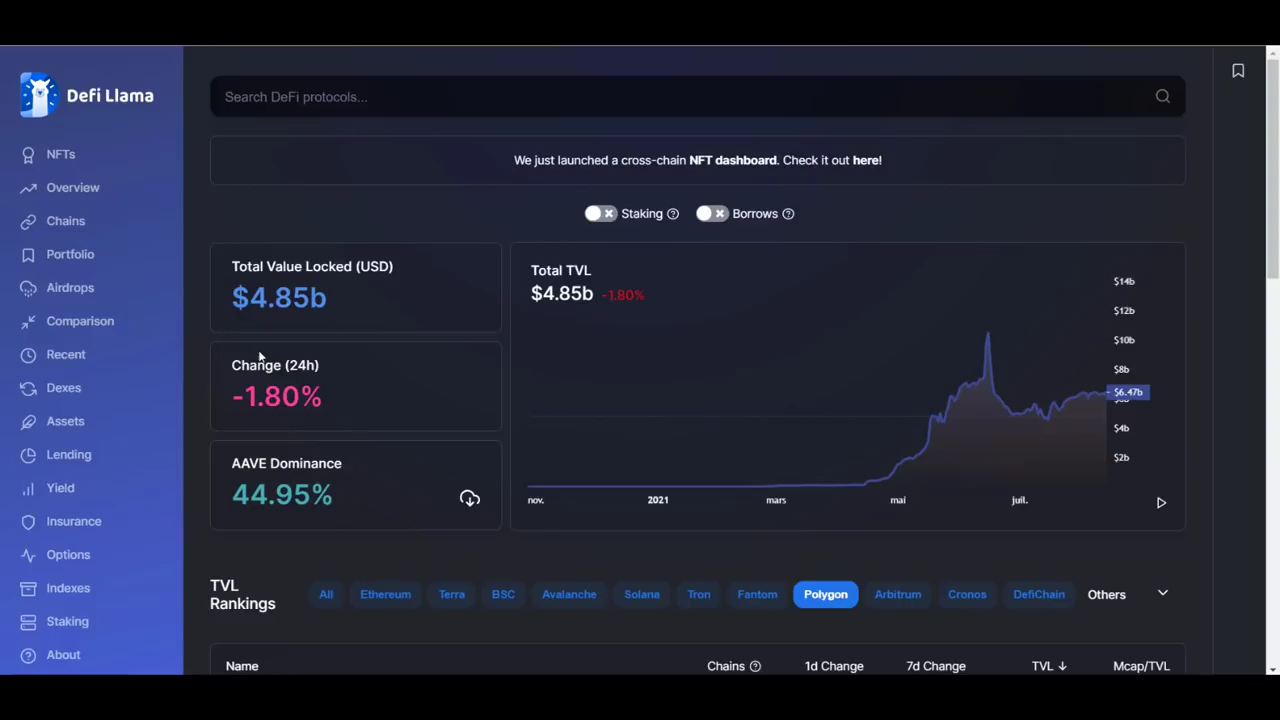 Defi Llama
NFTs
Overview
Chains
Portfolio
Airdrops
Comparison
Recent
Dexes
Assets
Lending
Yield
Insurance
Options
Indexes
Staking
About
Search DeFi protocols...
We just launched a cross-chain NFT dashboard. Check it out here!
Staking Borrows
Total Value Locked (USD)
$4.85b
Change (24h)
-1.80%
AAVE Dominance
44.95%
Total TVL
$4.85b -1.80%
$14b
$12b
$10b
$8b
$6.47b
$4b
$2b
nov. 2021 mars mai juil.
TVL Rankings
All Ethereum Terra BSC Avalanche Solana Tron Fantom Polygon Arbitrum Cronos DefiChain Others
Name Chains 1d Change 7d Change TVL Mcap/TVL